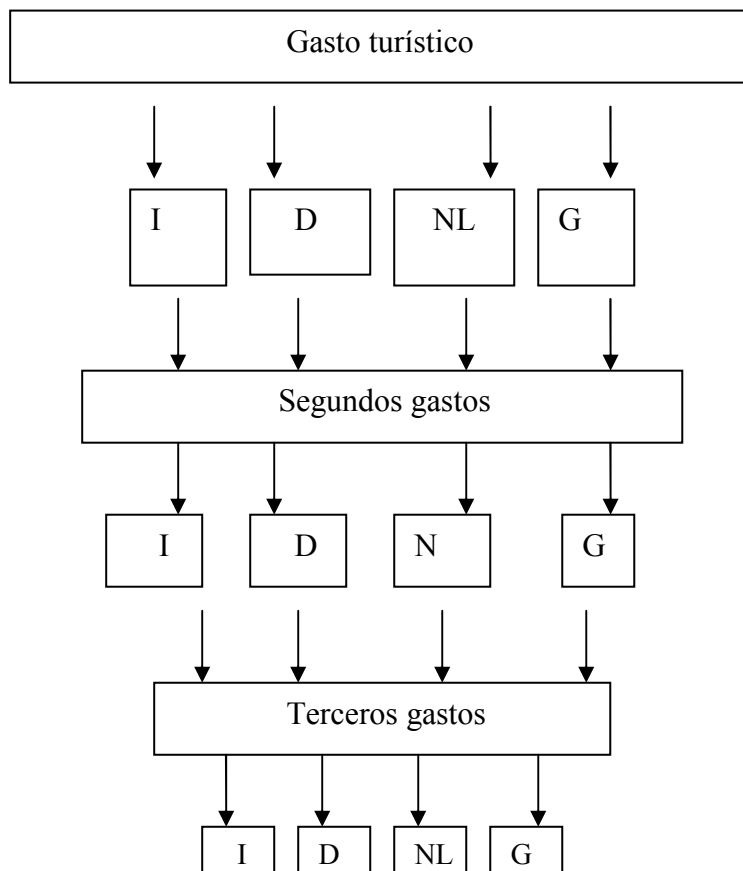 Gasto turístico
I D NL G
Segundos gastos
I D N G
Terceros gastos
I D NL G